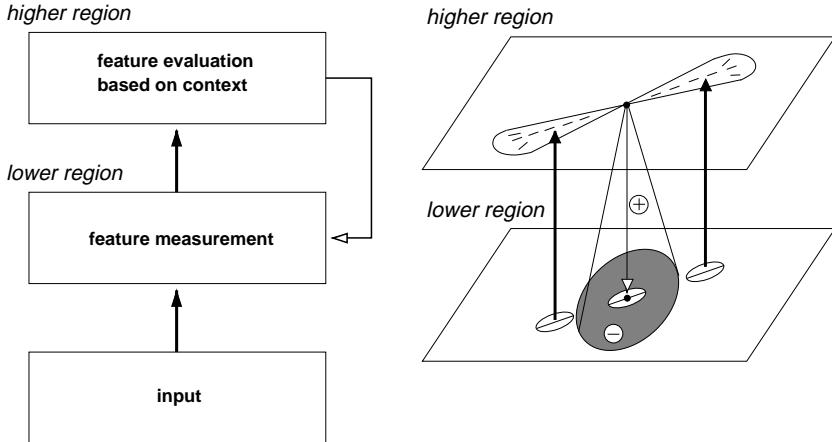 higher region
feature evaluation
based on context
lower region
feature measurement
input
higher region
lower region
+
−